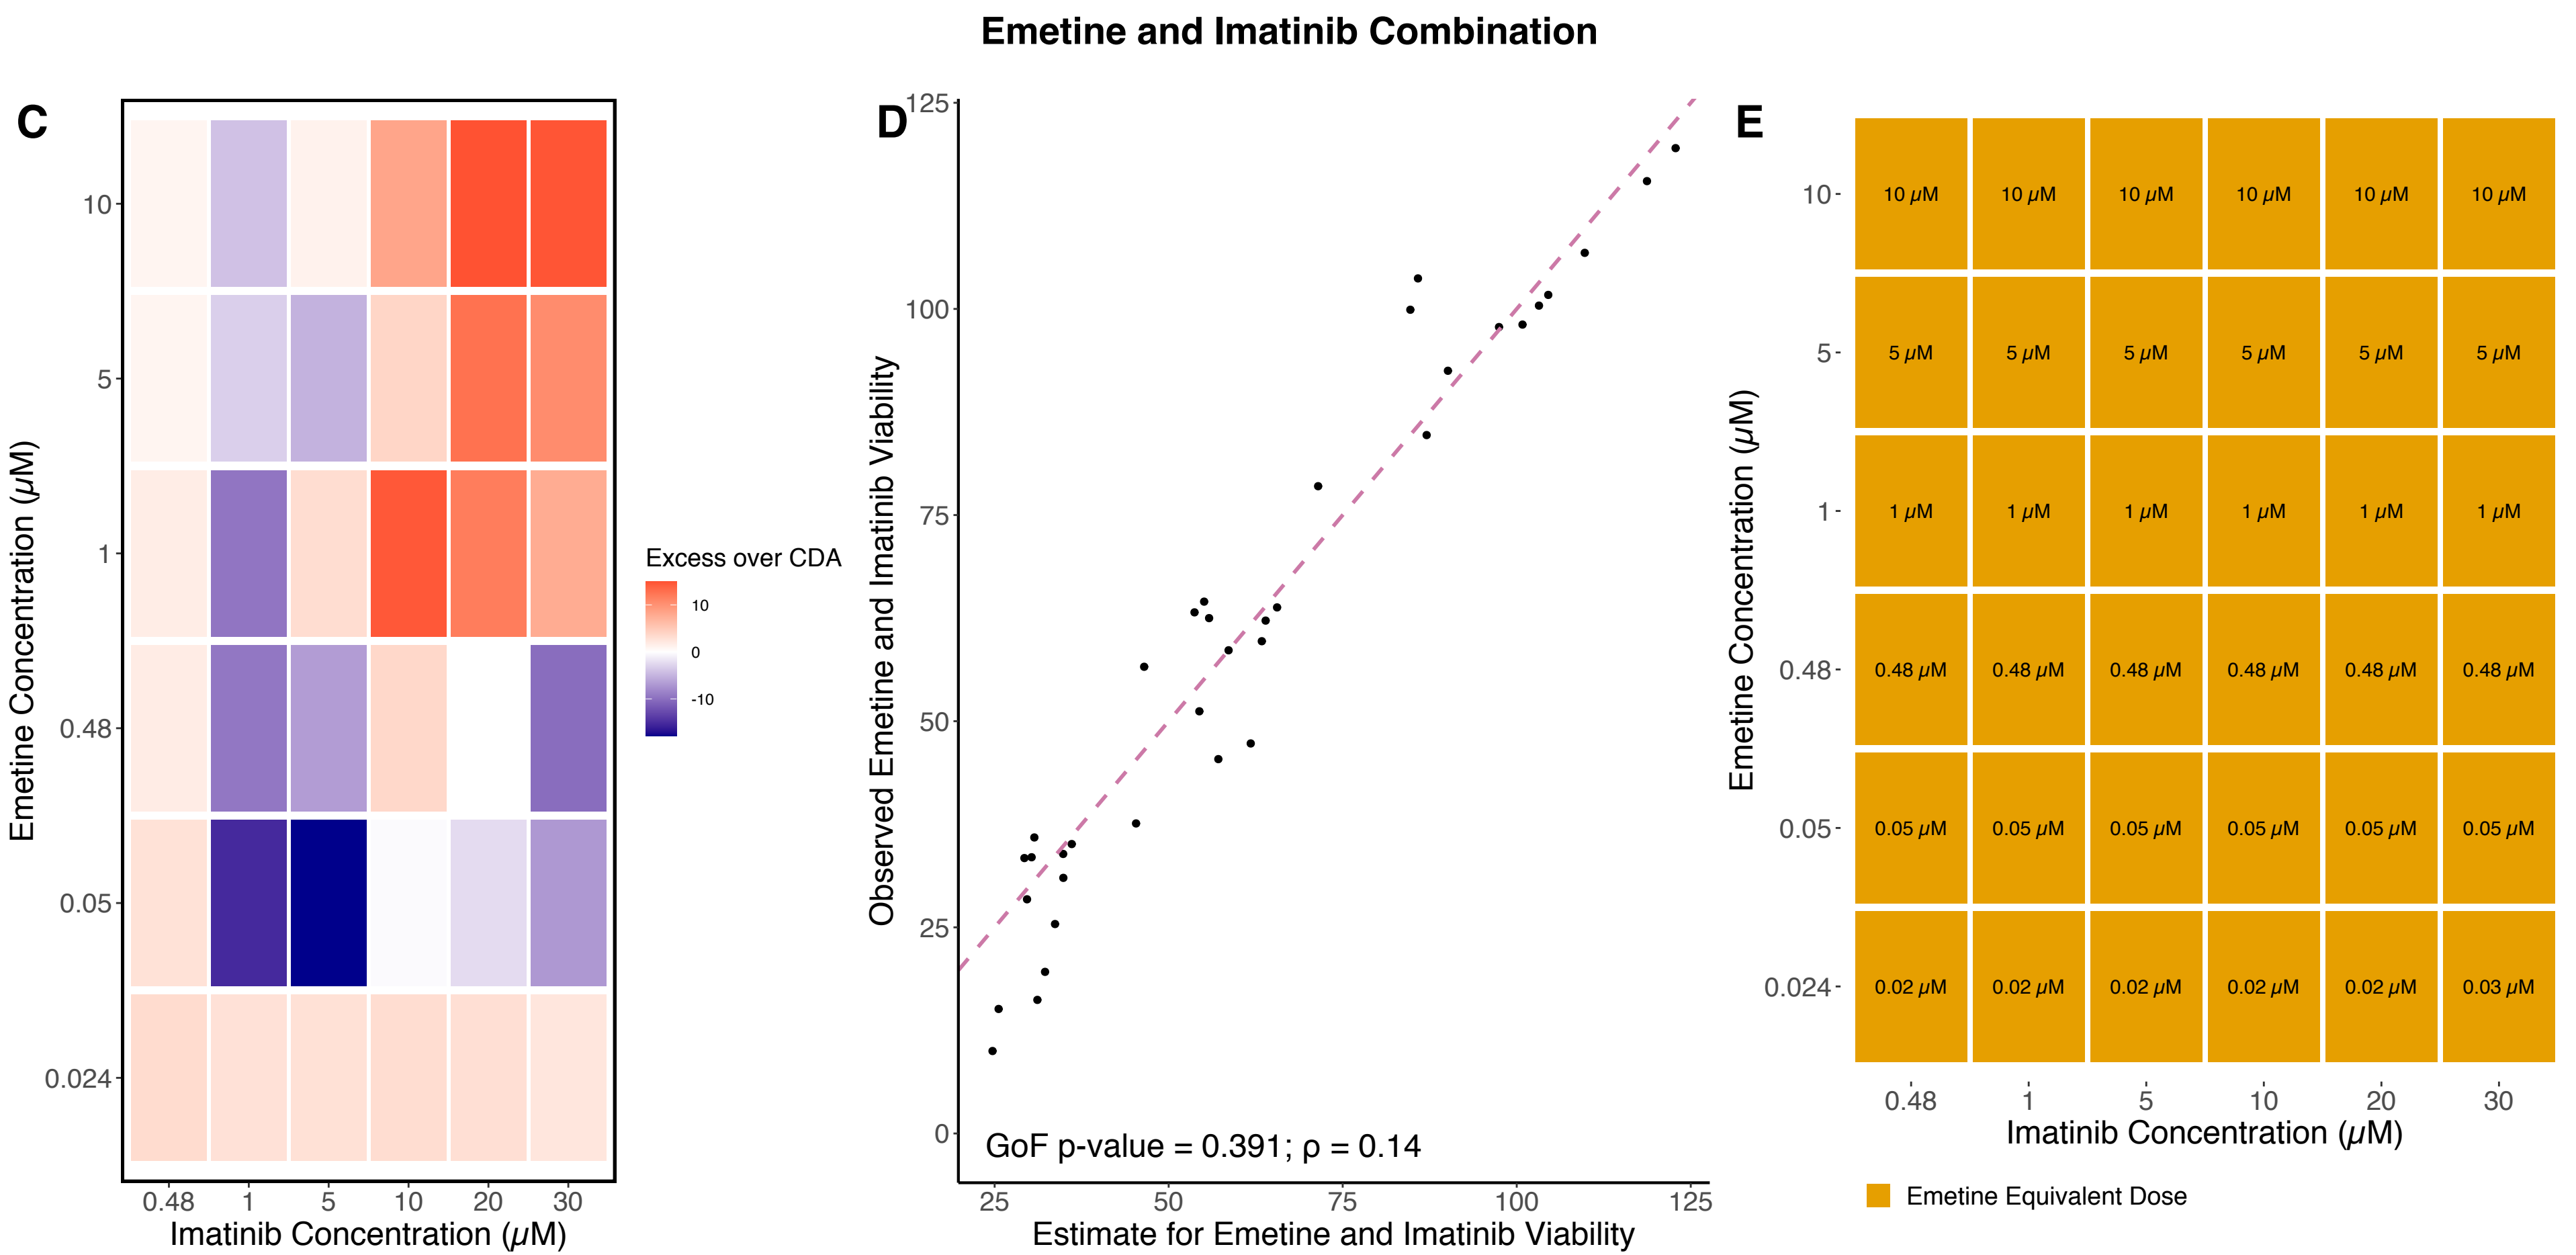 Emetine and Imatinib Combination
C
Emetine Concentration (µM)
10
5
1
0.48
0.05
0.024
0.48 1 5 10 20 30
Imatinib Concentration (µM)
Excess over CDA
10
0
-10
D
Observed Emetine and Imatinib Viability
125
100
75
50
25
0
GoF p-value = 0.391; ρ = 0.14
25 50 75 100 125
Estimate for Emetine and Imatinib Viability
E
Emetine Concentration (µM)
10 10 µM 10 µM 10 µM 10 µM 10 µM 10 µM
5 5 µM 5 µM 5 µM 5 µM 5 µM 5 µM
1 1 µM 1 µM 1 µM 1 µM 1 µM 1 µM
0.48 0.48 µM 0.48 µM 0.48 µM 0.48 µM 0.48 µM 0.48 µM
0.05 0.05 µM 0.05 µM 0.05 µM 0.05 µM 0.05 µM 0.05 µM
0.024 0.02 µM 0.02 µM 0.02 µM 0.02 µM 0.02 µM 0.03 µM
0.48 1 5 10 20 30
Imatinib Concentration (µM)
Emetine Equivalent Dose